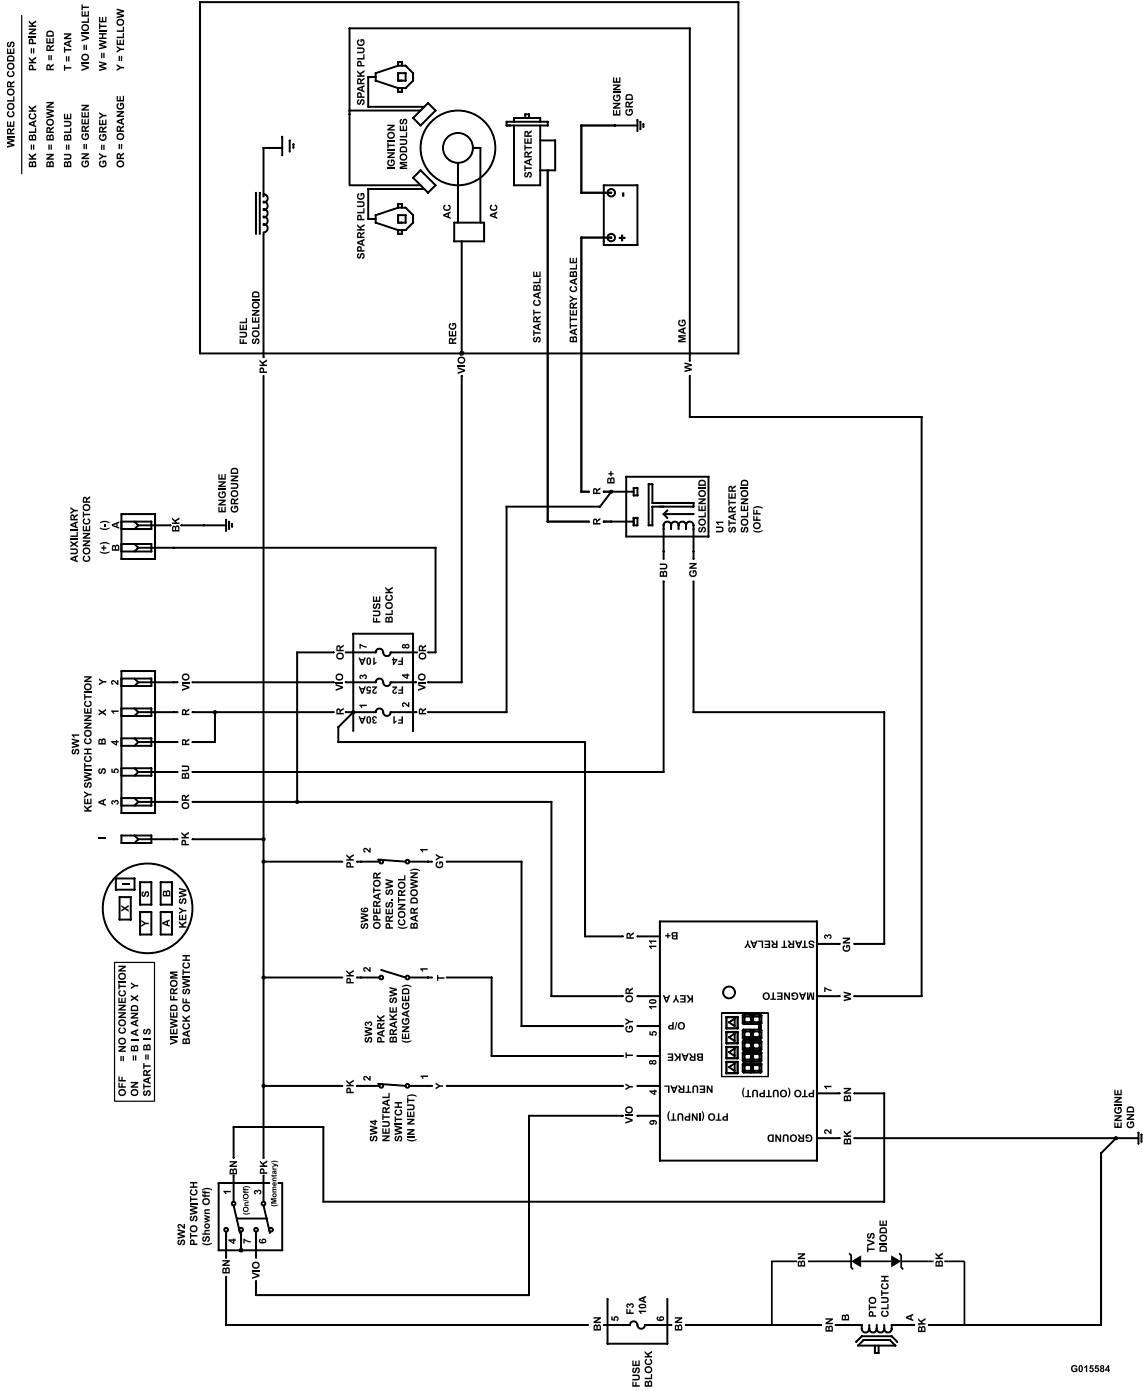 WIRE COLOR CODES
BK = BLACK
BN = BROWN
BU = BLUE
GN = GREEN
GY = GREY
OR = ORANGE
PK = PINK
R = RED
T = TAN
VIO = VIOLET
W = WHITE
Y = YELLOW
SPARK PLUG
IGNITION
MODULES
SPARK PLUG
AC
AC
STARTER
ENGINE
GRD
-
+
FUEL
SOLENOID
REG
START CABLE
BATTERY CABLE
MAG
PK
VIO
W
AUXILIARY
CONNECTOR
(+)
(-)
B
A
BK
ENGINE
GROUND
R
B+
R
SOLENOID
U1
STARTER
SOLENOID
(OFF)
BU
GN
FUSE
BLOCK
OR
7
10A
F4
8
OR
VIO
3
25A
F2
4
VIO
R
1
30A
F1
2
R
SW1
KEY SWITCH CONNECTION
Y
2
VIO
X
1
R
B
4
R
S
5
BU
A
3
OR
I
PK
I
X
S
B
Y
A
KEY SW
OFF = NO CONNECTION
ON = B I A AND X Y
START = B I S
VIEWED FROM
BACK OF SWITCH
PK
2
1
GY
SW6
OPERATOR
PRES. SW
(CONTROL
BAR DOWN)
PK
2
1
T
SW3
PARK
BRAKE SW
(ENGAGED)
PK
2
1
Y
SW4
NEUTRAL
SWITCH
(IN NEUT)
R
11
B+
OR
10
KEY A
GY
5
O/P
T
8
BRAKE
Y
4
NEUTRAL
VIO
9
PTO (INPUT)
START RELAY
3
GN
MAGNETO
7
W
PTO (OUTPUT)
1
BN
GROUND
2
BK
ENGINE
GND
SW2
PTO SWITCH
(Shown Off)
BN
PK
1
3
(On/Off)
(Momentary)
4
7
6
BN
VIO
BN
5
F3
10A
6
BN
FUSE
BLOCK
BN
TVS
DIODE
BK
BN
B
PTO
CLUTCH
A
BK
G015584